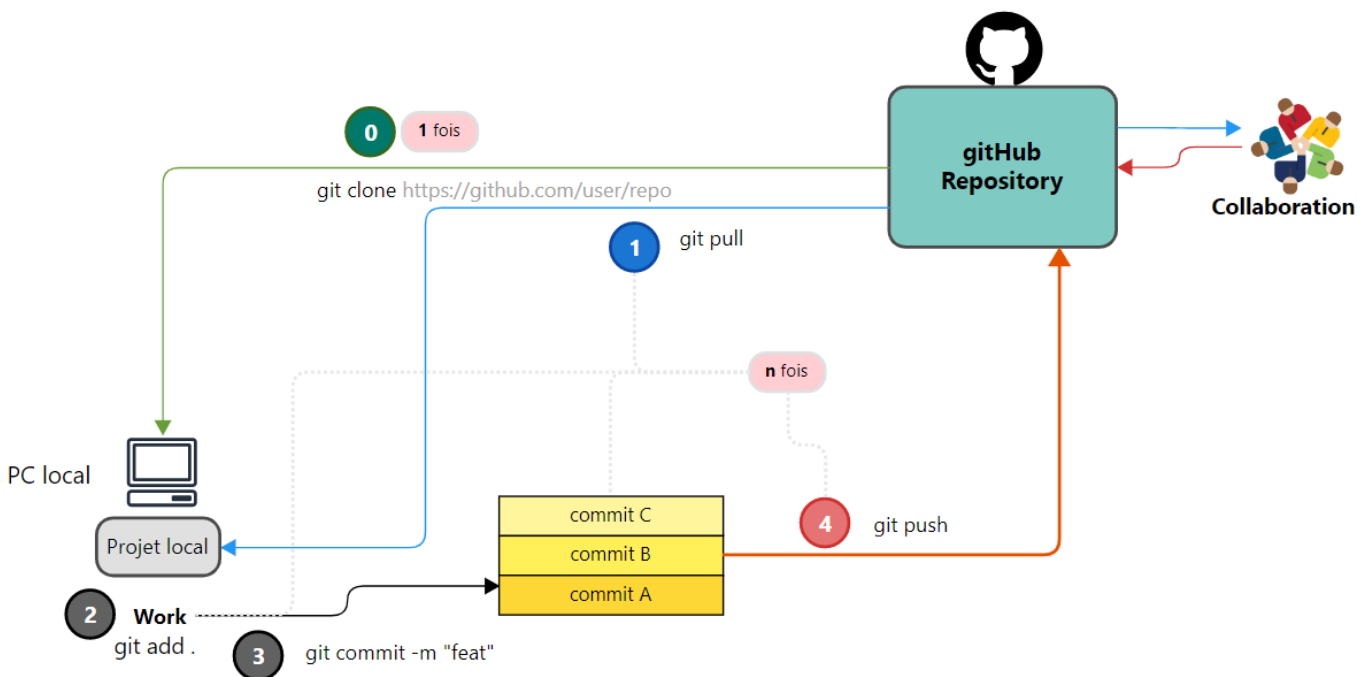 0
1 fois
git clone https://github.com/user/repo
gitHub
Repository
Collaboration
1
git pull
n fois
PC local
Projet local
commit C
commit B
commit A
4
git push
2
Work
git add .
3
git commit -m "feat"